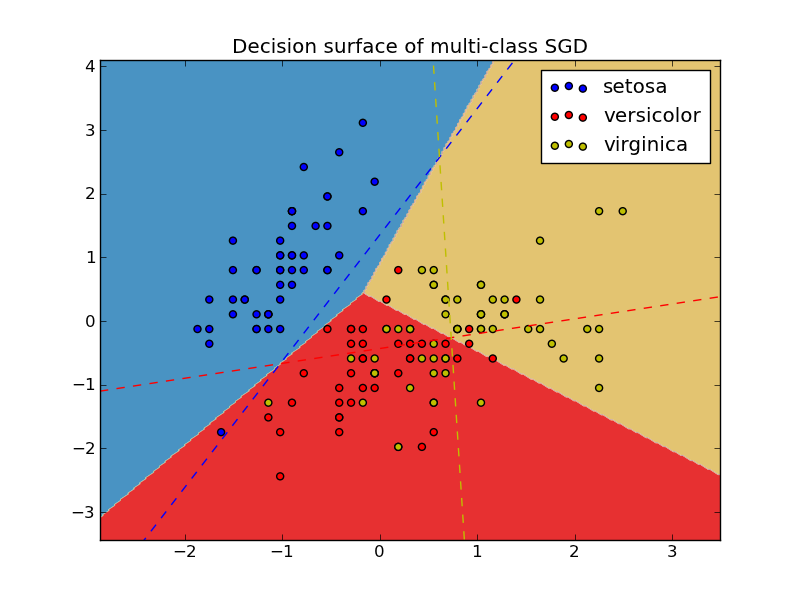 Decision surface of multi-class SGD
setosa
versicolor
virginica
4
3
2
1
0
−1
−2
−3
−2 −1 0 1 2 3